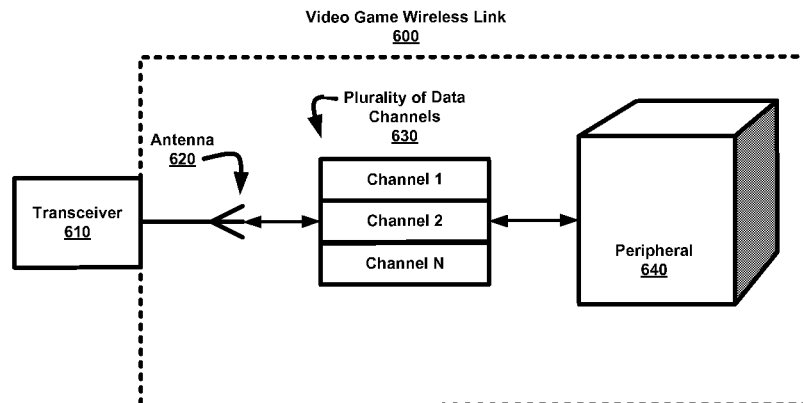 Video Game Wireless Link
600
Plurality of Data
Channels
630
Antenna
620
Transceiver
610
Channel 1
Channel 2
Channel N
Peripheral
640